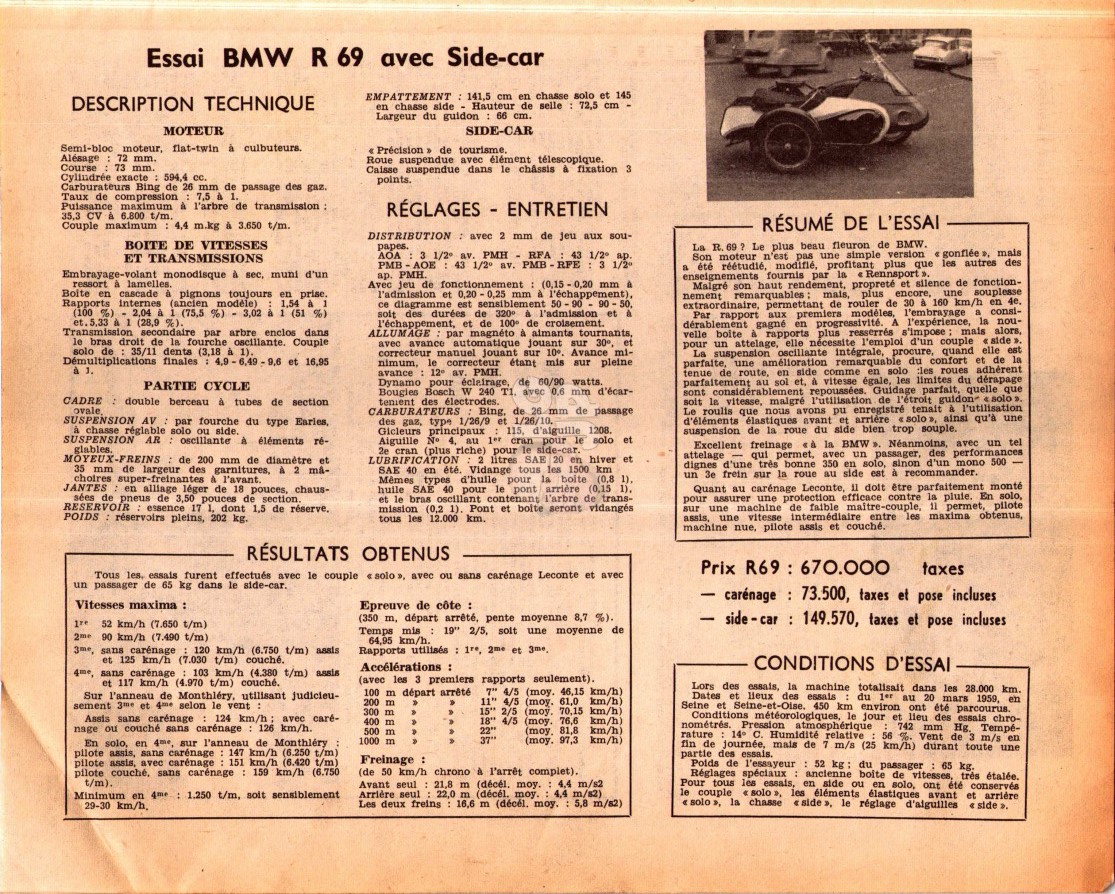 Essai BMW R 69 avec Side-car
DESCRIPTION TECHNIQUE
MOTEUR
Semi-bloc moteur, flat-twin à culbuteurs.
Alésage : 72 mm.
Course : 73 mm.
Cylindrée exacte : 594,4 cc.
Carburateurs Bing de 26 mm de passage des gaz.
Taux de compression : 7,5 à 1.
Puissance maximum à l'arbre de transmission :
35,3 CV à 6.800 t/m.
Couple maximum : 4,4 m.kg à 3.650 t/m.
BOITE DE VITESSES
ET TRANSMISSIONS
Embrayage-volant monodisque à sec, muni d'un
ressort à lamelles.
Boîte en cascade à pignons toujours en prise.
Rapports internes (ancien modèle) : 1,54 à 1
(100 %) - 2,04 à 1 (75,5 %) - 3,02 à 1 (51 %)
et 5,33 à 1 (28,9 %).
Transmission secondaire par arbre enclos dans
le bras droit de la fourche oscillante. Couple
solo de : 35/11 dents (3,18 à 1).
Démultiplications finales : 4,9 - 6,49 - 9,6 et 16,95
à 1.
PARTIE CYCLE
CADRE : double berceau à tubes de section
ovale.
SUSPENSION AV : par fourche du type Earles,
à chasse réglable solo ou side.
SUSPENSION AR : oscillante à éléments ré-
glables.
MOYEUX-FREINS : de 200 mm de diamètre et
35 mm de largeur des garnitures, à 2 mâ-
choires super-freinantes à l'avant.
JANTES : en alliage léger de 18 pouces, chaus-
sées de pneus de 3,50 pouces de section.
RESERVOIR : essence 17 l, dont 1,5 de réserve.
POIDS : réservoirs pleins, 202 kg.
EMPATTEMENT : 141,5 cm en chasse solo et 145
en chasse side - Hauteur de selle : 72,5 cm -
Largeur du guidon : 66 cm.
SIDE-CAR
« Précision » de tourisme.
Roue suspendue avec élément télescopique.
Caisse suspendue dans le châssis à fixation 3
points.
RÉGLAGES - ENTRETIEN
DISTRIBUTION : avec 2 mm de jeu aux sou-
papes.
AOA : 3 1/2° av. PMH - RFA : 43 1/2° ap.
PMB - AOE : 43 1/2° av. PMB - RFE : 3 1/2°
ap. PMH.
Avec jeu de fonctionnement : (0,15 - 0,20 mm à
l'admission et 0,20 - 0,25 mm à l'échappement),
ce diagramme est sensiblement 50 - 90 - 90 - 50,
soit des durées de 320° à l'admission et à
l'échappement, et de 100° de croisement.
ALLUMAGE : par magnéto à aimants tournants,
avec avance automatique jouant sur 30°, et
correcteur manuel jouant sur 10°. Avance mi-
nimum, le correcteur étant mis sur pleine
avance : 12° av. PMH.
Dynamo pour éclairage, de 60/90 watts.
Bougies Bosch W 240 T1, avec 0,6 mm d'écar-
tement des électrodes.
CARBURATEURS : Bing, de 26 mm de passage
des gaz, type 1/26/9 et 1/26/10.
Gicleurs principaux : 115, d'aiguille 1208.
Aiguille N° 4, au 1er cran pour le solo et
2e cran (plus riche) pour le side-car.
LUBRIFICATION : 2 litres SAE 20 en hiver et
SAE 40 en été. Vidange tous les 1500 km
Mêmes types d'huile pour la boîte (0,8 l),
huile SAE 40 pour le pont arrière (0,15 l),
et le bras oscillant contenant l'arbre de trans-
mission (0,2 l). Pont et boîte seront vidangés
tous les 12.000 km.
RÉSUMÉ DE L'ESSAI
La R. 69 ? Le plus beau fleuron de BMW.
Son moteur n'est pas une simple version « gonflée », mais
a été réétudié, modifié, profitant plus que les autres des
enseignements fournis par la « Rennsport ».
Malgré son haut rendement, propreté et silence de fonction-
nement remarquables ; mais, plus encore, une souplesse
extraordinaire, permettant de rouler de 30 à 160 km/h en 4e.
Par rapport aux premiers modèles, l'embrayage a consi-
dérablement gagné en progressivité. A l'expérience, la nou-
velle boîte à rapports plus resserrés s'impose ; mais alors,
pour un attelage, elle nécessite l'emploi d'un couple « side ».
La suspension oscillante intégrale, procure, quand elle est
parfaite, une amélioration remarquable du confort et de la
tenue de route, en side comme en solo :les roues adhèrent
parfaitement au sol et, à vitesse égale, les limites du dérapage
sont considérablement repoussées. Guidage parfait, quelle que
soit la vitesse, malgré l'utilisation de l'étroit guidon « solo ».
Le roulis que nous avons pu enregistré tenait à l'utilisation
d'éléments élastiques avant et arrière « solo », ainsi qu'à une
suspension de la roue du side bien trop souple.
Excellent freinage « à la BMW ». Néanmoins, avec un tel
attelage — qui permet, avec un passager, des performances
dignes d'une très bonne 350 en solo, sinon d'un mono 500 —
un 3e frein sur la roue au side est à recommander.
Quant au carénage Leconte, il doit être parfaitement monté
pour assurer une protection efficace contre la pluie. En solo,
sur une machine de faible maître-couple, il permet, pilote
assis, une vitesse intermédiaire entre les maxima obtenus,
machine nue, pilote assis et couché.
Prix R69 : 670.000 taxes
— carénage : 73.500, taxes et pose incluses
— side-car : 149.570, taxes et pose incluses
RÉSULTATS OBTENUS
Tous les essais furent effectués avec le couple « solo », avec ou sans carénage Leconte et avec
un passager de 65 kg dans le side-car.
Vitesses maxima :
1re 52 km/h (7.650 t/m)
2me 90 km/h (7.490 t/m)
3me, sans carénage : 120 km/h (6.750 t/m) assis
et 125 km/h (7.030 t/m) couché.
4me, sans carénage : 103 km/h (4.380 t/m) assis
et 117 km/h (4.970 t/m) couché.
Sur l'anneau de Monthléry, utilisant judicieu-
sement 3me et 4me selon le vent :
Assis sans carénage : 124 km/h ; avec caré-
nage ou couché sans carénage : 126 km/h.
En solo, en 4me, sur l'anneau de Monthléry :
pilote assis, sans carénage : 147 km/h (6.250 t/m)
pilote assis, avec carénage : 151 km/h (6.420 t/m)
pilote couché, sans carénage : 159 km/h (6.750
t/m).
Minimum en 4me : 1.250 t/m, soit sensiblement
29-30 km/h.
Epreuve de côte :
(350 m, départ arrêté, pente moyenne 8,7 %).
Temps mis : 19" 2/5, soit une moyenne de
64,95 km/h.
Rapports utilisés : 1re, 2me et 3me.
Accélérations :
(avec les 3 premiers rapports seulement).
100 m départ arrêté 7" 4/5 (moy. 46,15 km/h)
200 m » » 11" 4/5 (moy. 61,0 km/h)
300 m » » 15" 2/5 (moy. 70,15 km/h)
400 m » » 18" 4/5 (moy. 76,6 km/h)
500 m » » 22" (moy. 81,8 km/h)
1000 m » » 37" (moy. 97,3 km/h)
Freinage :
(de 50 km/h chrono à l'arrêt complet).
Avant seul : 21,8 m (décél. moy. : 4,4 m/s2)
Arrière seul : 22,0 m (décél. moy. : 4,4 m/s2)
Les deux freins : 16,6 m (décél. moy. : 5,8 m/s2)
CONDITIONS D'ESSAI
Lors des essais, la machine totalisait dans les 28.000 km.
Dates et lieux des essais : du 1er au 20 mars 1959, en
Seine et Seine-et-Oise. 450 km environ ont été parcourus.
Conditions météorologiques, le jour et lieu des essais chro-
nométrés. Pression atmosphérique : 742 mm Hg. Tempé-
rature : 14° C. Humidité relative : 56 %. Vent de 3 m/s en
fin de journée, mais de 7 m/s (25 km/h) durant toute une
partie des essais.
Poids de l'essayeur : 52 kg ; du passager : 65 kg.
Réglages spéciaux : ancienne boîte de vitesses, très étalée.
Pour tous les essais, en side ou en solo, ont été conservés
le couple « solo », les éléments élastiques avant et arrière
« solo », la chasse « side », le réglage d'aiguilles « side ».